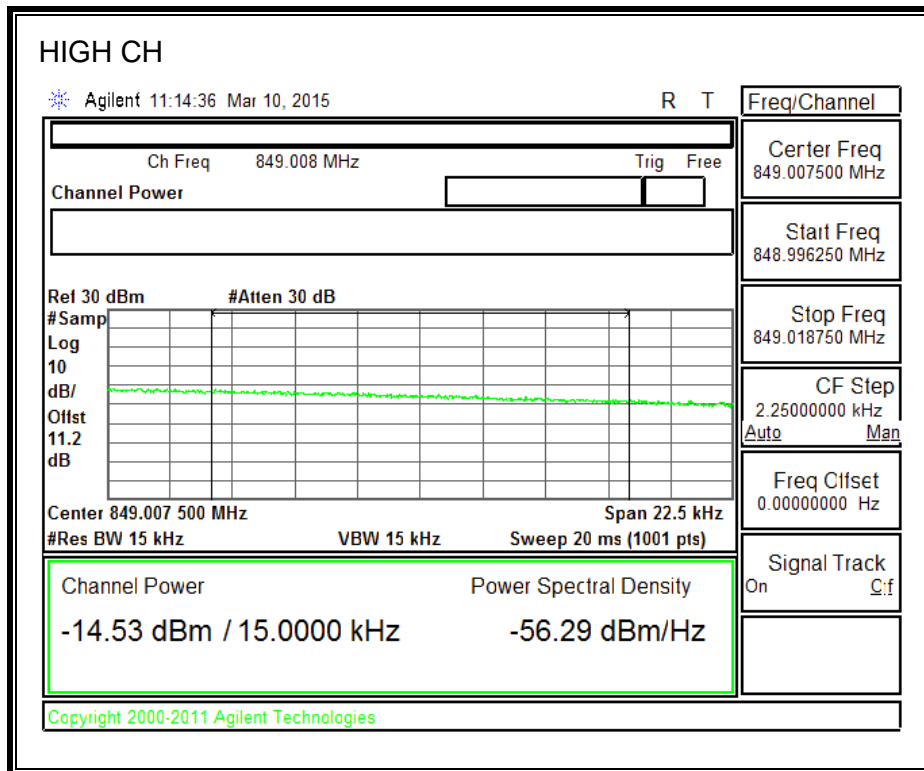 HIGH CH
Agilent 11:14:36 Mar 10, 2015 R T
Freq/Channel
Ch Freq 849.008 MHz Trig Free
Channel Power
Center Freq
849.007500 MHz
Start Freq
848.996250 MHz
Stop Freq
849.018750 MHz
CF Step
2.25000000 kHz
Auto Man
Freq Offset
0.00000000 Hz
Signal Track
On Off
Ref 30 dBm #Atten 30 dB
#Samp
Log
10
dB/
Offst
11.2
dB
Center 849.007 500 MHz Span 22.5 kHz
#Res BW 15 kHz VBW 15 kHz Sweep 20 ms (1001 pts)
Channel Power Power Spectral Density
-14.53 dBm / 15.0000 kHz -56.29 dBm/Hz
Copyright 2000-2011 Agilent Technologies